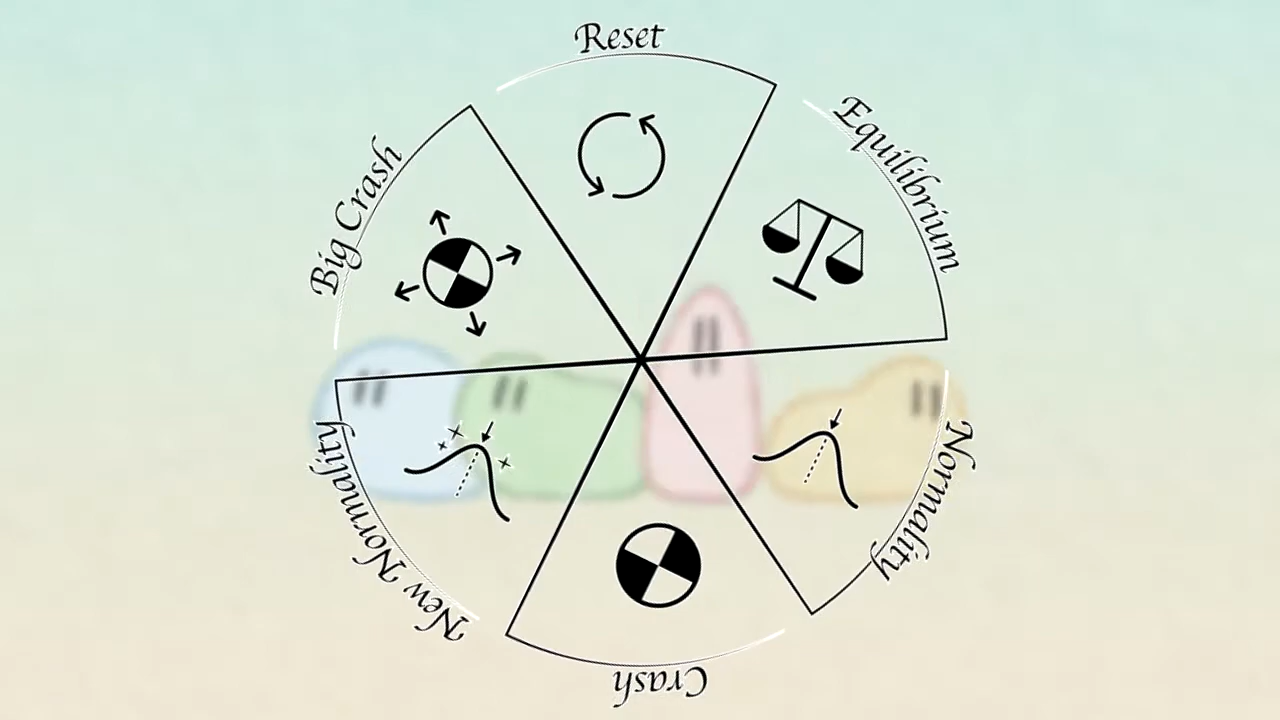 Reset
Equilibrium
Normality
Crash
New Normality
Big Crash